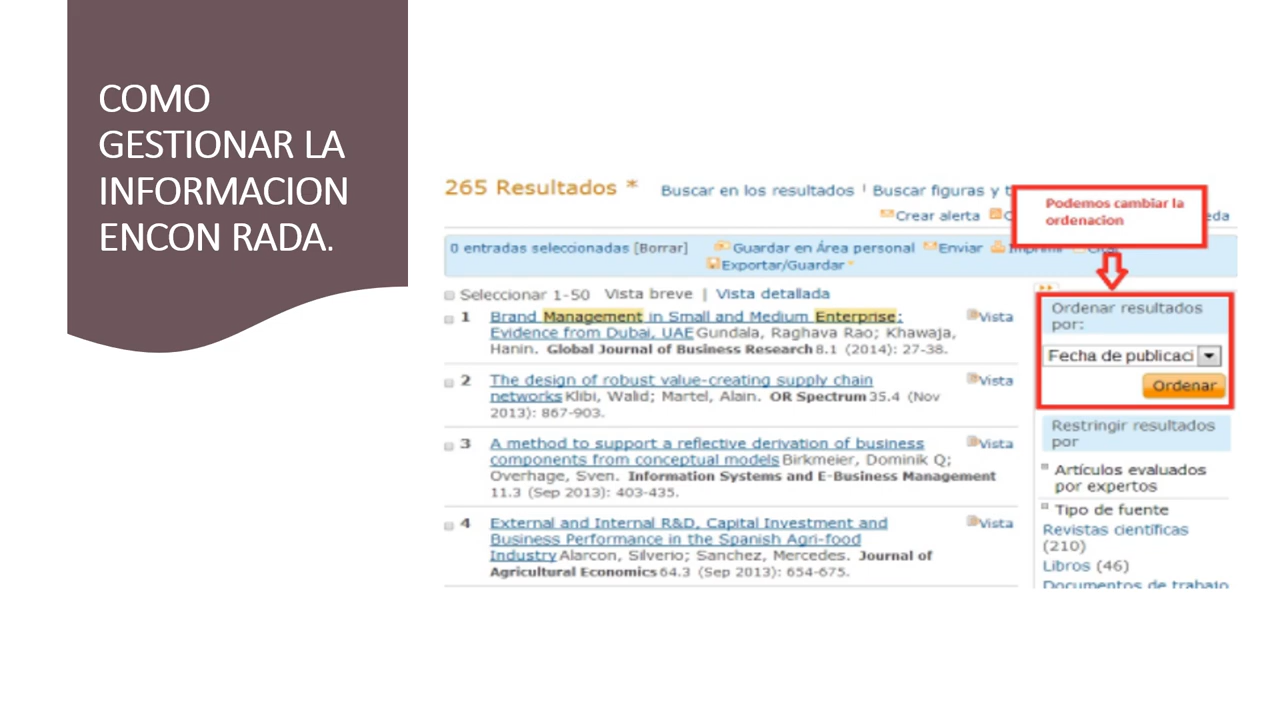 COMO
GESTIONAR LA
INFORMACION
ENCON RADA.
265 Resultados *
Buscar en los resultados
Buscar figuras y t
Podemos cambiar la
ordenacion
Crear alerta
eda
0 entradas seleccionadas [Borrar]
Guardar en Área personal
Enviar
Imprimir
Citar
Exportar/Guardar
Seleccionar 1-50 Vista breve | Vista detallada
1 Brand Management in Small and Medium Enterprise: Vista
Evidence from Dubai, UAE Gundala, Raghava Rao; Khawaja,
Hanin. Global Journal of Business Research 8.1 (2014): 27-38.
2 The design of robust value-creating supply chain Vista
networks Klibi, Walid; Martel, Alain. OR Spectrum 35.4 (Nov
2013): 867-903.
3 A method to support a reflective derivation of business Vista
components from conceptual models Birkmeier, Dominik Q;
Overhage, Sven. Information Systems and E-Business Management
11.3 (Sep 2013): 403-435.
4 External and Internal R&D, Capital Investment and Vista
Business Performance in the Spanish Agri-food
Industry Alarcon, Silverio; Sanchez, Mercedes. Journal of
Agricultural Economics 64.3 (Sep 2013): 654-675.
Ordenar resultados
por:
Fecha de publicaci
Ordenar
Restringir resultados
por
Artículos evaluados
por expertos
Tipo de fuente
Revistas científicas
(210)
Libros (46)
Documentos de trabajo